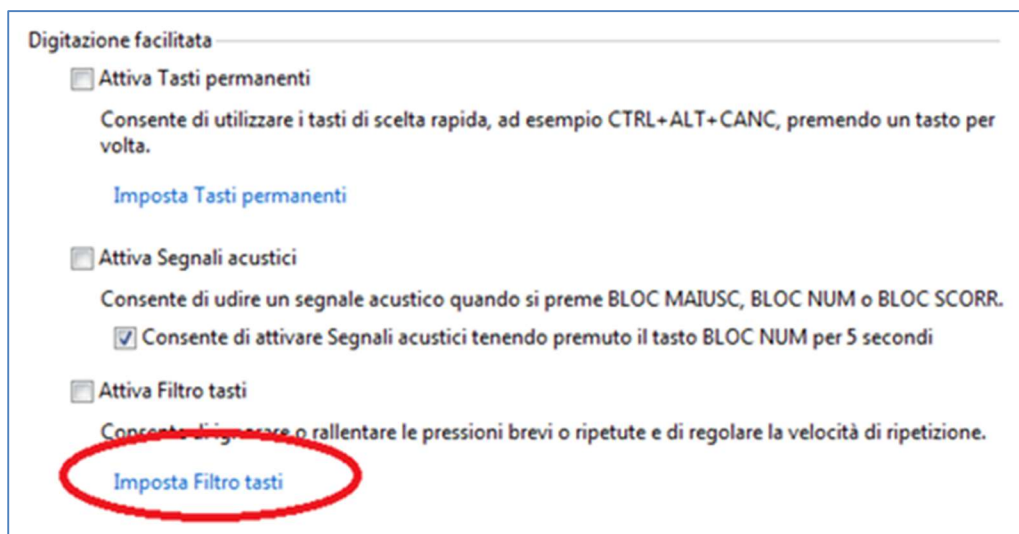 Digitazione facilitata
Attiva Tasti permanenti
Consente di utilizzare i tasti di scelta rapida, ad esempio CTRL+ALT+CANC, premendo un tasto per
volta.
Imposta Tasti permanenti
Attiva Segnali acustici
Consente di udire un segnale acustico quando si preme BLOC MAIUSC, BLOC NUM o BLOC SCORR.
Consente di attivare Segnali acustici tenendo premuto il tasto BLOC NUM per 5 secondi
Attiva Filtro tasti
Consente di ignorare o rallentare le pressioni brevi o ripetute e di regolare la velocità di ripetizione.
Imposta Filtro tasti